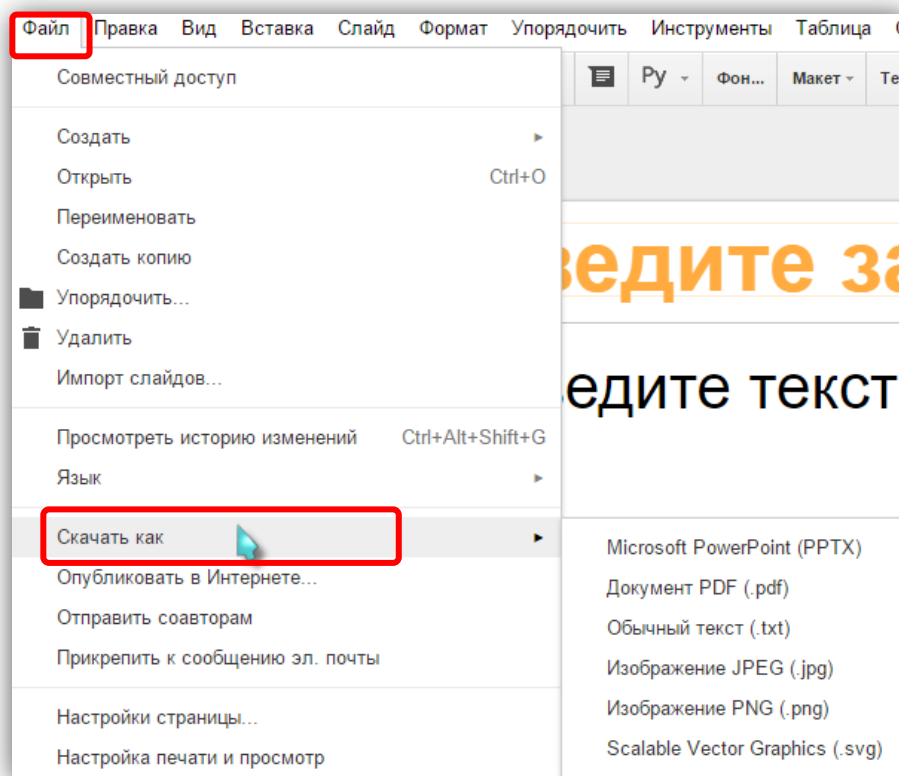 Файл Правка Вид Вставка Слайд Формат Упорядочить Инструменты Таблица
Ру Фон... Макет
Совместный доступ
Создать
Открыть Ctrl+O
Переименовать
Создать копию
Упорядочить...
Удалить
Импорт слайдов...
Просмотреть историю изменений Ctrl+Alt+Shift+G
Язык
Скачать как
Опубликовать в Интернете...
Отправить соавторам
Прикрепить к сообщению эл. почты
Настройки страницы...
Настройка печати и просмотр
ведите за
ведите текст
Microsoft PowerPoint (PPTX)
Документ PDF (.pdf)
Обычный текст (.txt)
Изображение JPEG (.jpg)
Изображение PNG (.png)
Scalable Vector Graphics (.svg)